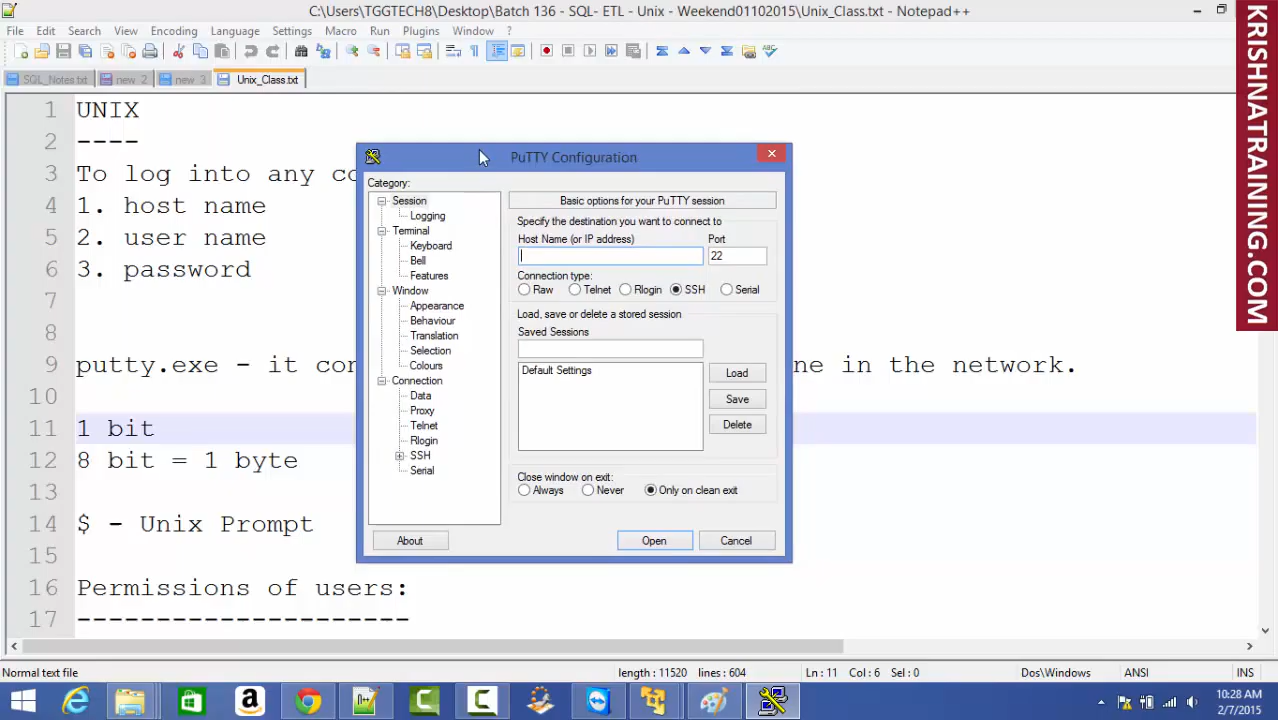 C:\Users\TGGTECH8\Desktop\Batch 136 - SQL- ETL - Unix - Weekend01102015\Unix_Class.txt - Notepad++
File Edit Search View Encoding Language Settings Macro Run Plugins Window ?
SQL_Notes.txt new 2 new 3 Unix_Class.txt
1 UNIX
2 ----
3 To log into any co
4 1. host name
5 2. user name
6 3. password
7
8
9 putty.exe - it con ne in the network.
10
11 1 bit
12 8 bit = 1 byte
13
14 $ - Unix Prompt
15
16 Permissions of users:
17 ---------------------
PuTTY Configuration
Category:
Session
Logging
Terminal
Keyboard
Bell
Features
Window
Appearance
Behaviour
Translation
Selection
Colours
Connection
Data
Proxy
Telnet
Rlogin
SSH
Serial
Basic options for your PuTTY session
Specify the destination you want to connect to
Host Name (or IP address) Port
22
Connection type:
Raw Telnet Rlogin SSH Serial
Load, save or delete a stored session
Saved Sessions
Default Settings
Load
Save
Delete
Close window on exit:
Always Never Only on clean exit
About Open Cancel
Normal text file length : 11520 lines : 604 Ln : 11 Col : 6 Sel : 0 Dos\Windows ANSI INS
10:28 AM
2/7/2015
KRISHNATRAINING.COM